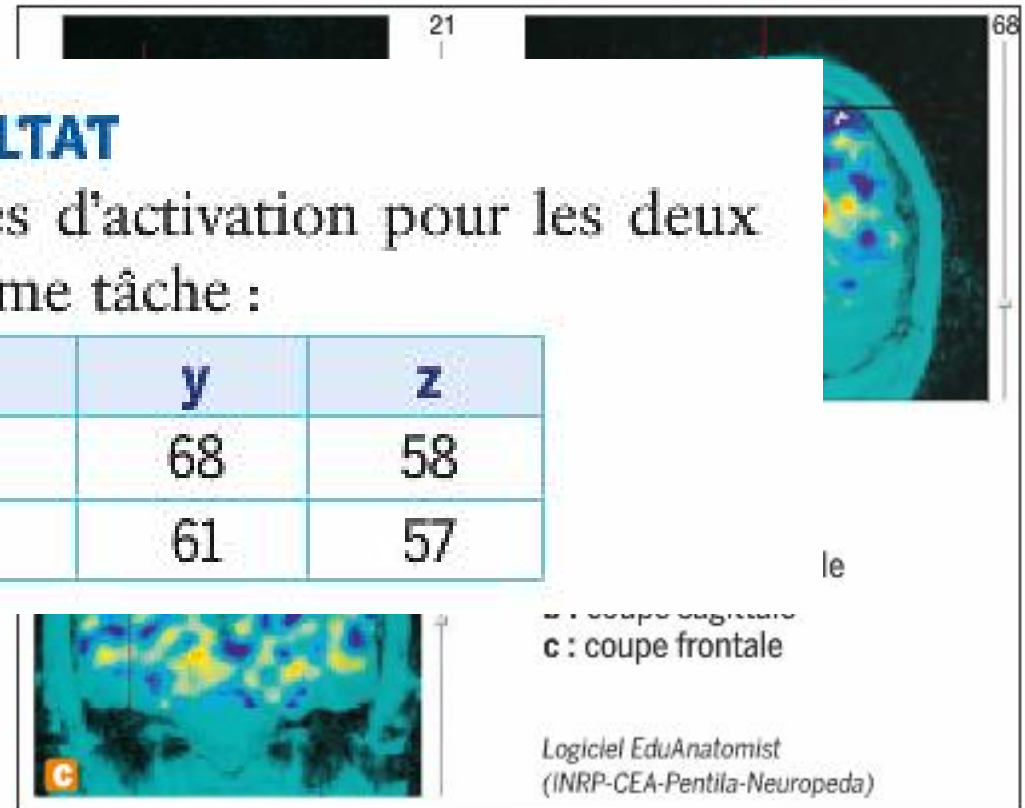 21
68
LTAT
es d'activation pour les deux
me tâche :
y z
68 58
61 57
le
c : coupe frontale
c
Logiciel EduAnatomist
(INRP-CEA-Pentila-Neuropeda)